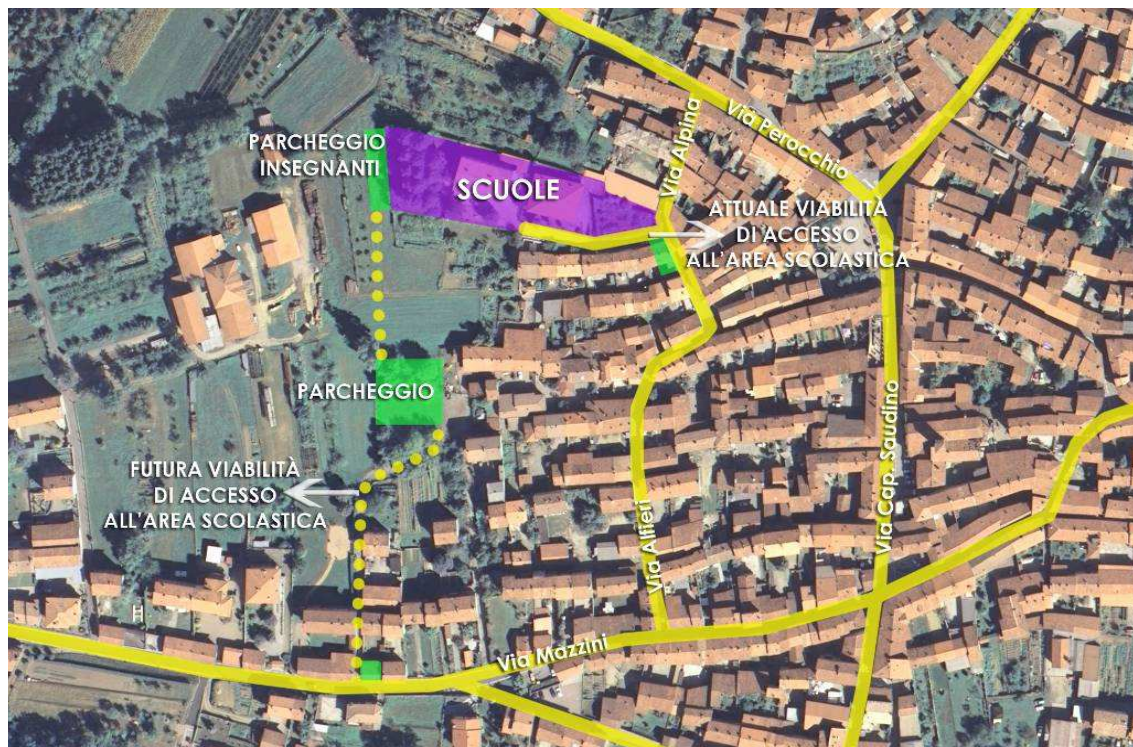 Via Alpina
Via Perocchio
PARCHEGGIO
INSEGNANTI
SCUOLE
ATTUALE VIABILITÀ
DI ACCESSO
ALL'AREA SCOLASTICA
PARCHEGGIO
Via Cap. Saudino
FUTURA VIABILITÀ
DI ACCESSO
ALL'AREA SCOLASTICA
Via Alfieri
H
Via Mazzini